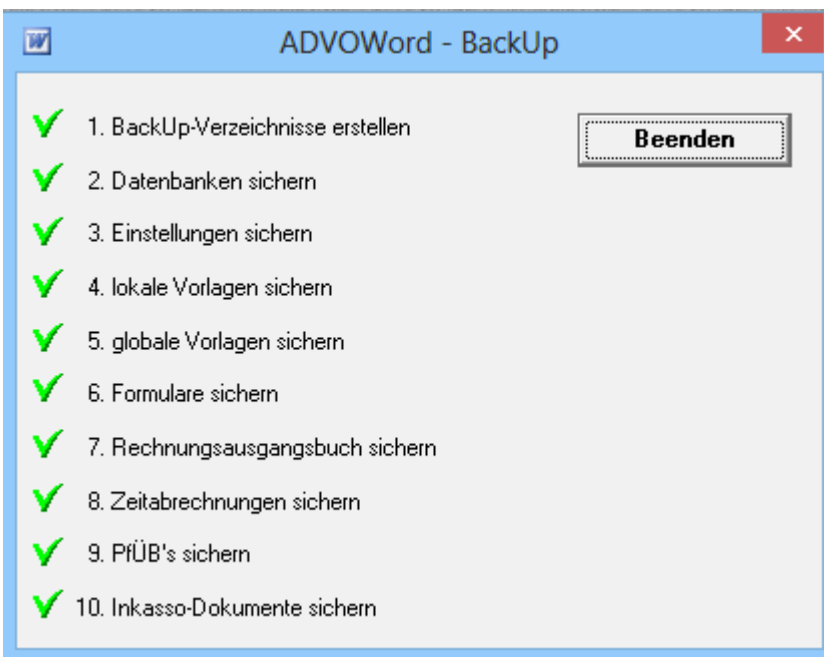 ADVOWord - BackUp
1. BackUp-Verzeichnisse erstellen
Beenden
2. Datenbanken sichern
3. Einstellungen sichern
4. lokale Vorlagen sichern
5. globale Vorlagen sichern
6. Formulare sichern
7. Rechnungsausgangsbuch sichern
8. Zeitabrechnungen sichern
9. PfÜB's sichern
10. Inkasso-Dokumente sichern